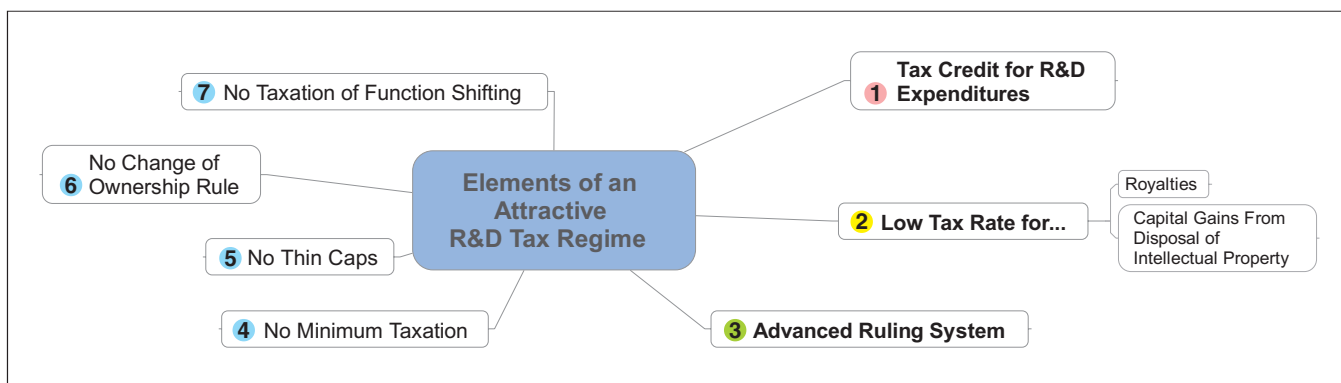 Elements of an
Attractive
R&D Tax Regime
1 Tax Credit for R&D
Expenditures
2 Low Tax Rate for...
Royalties
Capital Gains From
Disposal of
Intellectual Property
3 Advanced Ruling System
4 No Minimum Taxation
5 No Thin Caps
6 No Change of
Ownership Rule
7 No Taxation of Function Shifting